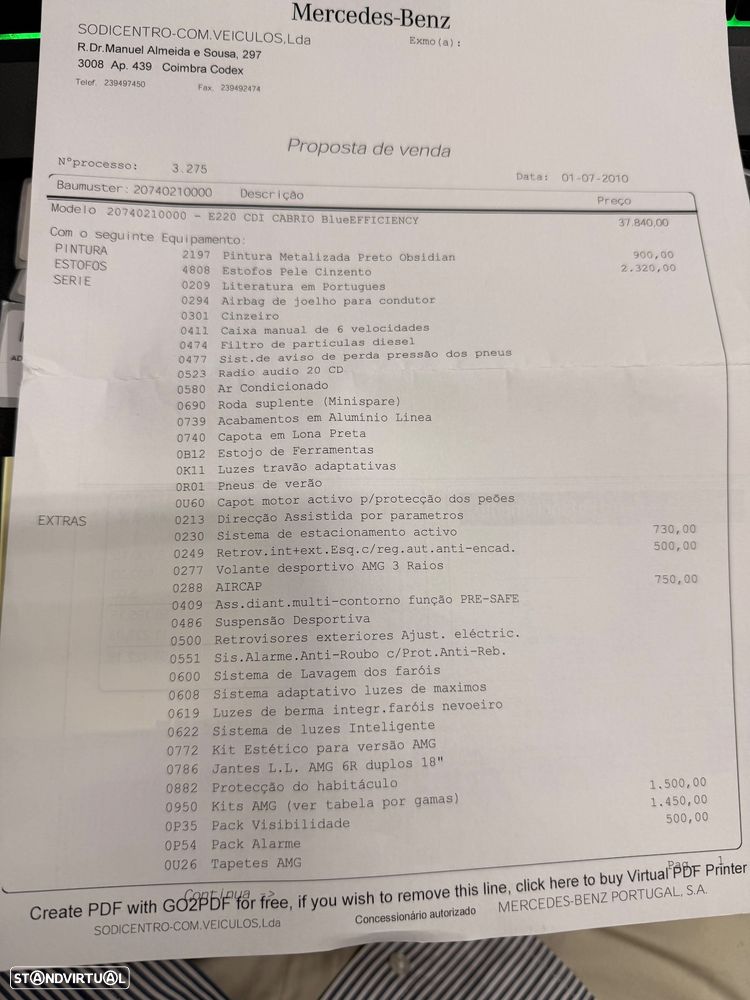 Mercedes-Benz
SODICENTRO-COM.VEICULOS,Lda
Exmo(a):
R.Dr.Manuel Almeida e Sousa, 297
3008 Ap. 439 Coimbra Codex
Telef. 239497450 Fax. 239492474
Proposta de venda
Nºprocesso: 3.275 Data: 01-07-2010
Baumuster: 20740210000 Descrição Preço
Modelo 20740210000 - E220 CDI CABRIO BlueEFFICIENCY 37.840,00
Com o seguinte Equipamento:
PINTURA 2197 Pintura Metalizada Preto Obsidian 900,00
ESTOFOS 4808 Estofos Pele Cinzento 2.320,00
SERIE 0209 Literatura em Portugues
0294 Airbag de joelho para condutor
0301 Cinzeiro
0411 Caixa manual de 6 velocidades
0474 Filtro de particulas diesel
0477 Sist.de aviso de perda pressão dos pneus
0523 Radio audio 20 CD
0580 Ar Condicionado
0690 Roda suplente (Minispare)
0739 Acabamentos em Alumínio Linea
0740 Capota em Lona Preta
0B12 Estojo de Ferramentas
0K11 Luzes travão adaptativas
0R01 Pneus de verão
0U60 Capot motor activo p/protecção dos peões
EXTRAS 0213 Direcção Assistida por parametros
0230 Sistema de estacionamento activo 730,00
0249 Retrov.int+ext.Esq.c/reg.aut.anti-encad. 500,00
0277 Volante desportivo AMG 3 Raios
0288 AIRCAP 750,00
0409 Ass.diant.multi-contorno função PRE-SAFE
0486 Suspensão Desportiva
0500 Retrovisores exteriores Ajust. eléctric.
0551 Sis.Alarme.Anti-Roubo c/Prot.Anti-Reb.
0600 Sistema de Lavagem dos faróis
0608 Sistema adaptativo luzes de maximos
0619 Luzes de berma integr.faróis nevoeiro
0622 Sistema de luzes Inteligente
0772 Kit Estético para versão AMG
0786 Jantes L.L. AMG 6R duplos 18"
0882 Protecção do habitáculo 1.500,00
0950 Kits AMG (ver tabela por gamas) 1.450,00
0P35 Pack Visibilidade 500,00
0P54 Pack Alarme
0U26 Tapetes AMG
Continua -> Pag. 1
Create PDF with GO2PDF for free, if you wish to remove this line, click here to buy Virtual PDF Printer
SODICENTRO-COM.VEICULOS,Lda Concessionário autorizado MERCEDES-BENZ PORTUGAL, S.A.
STANDVIRTUAL